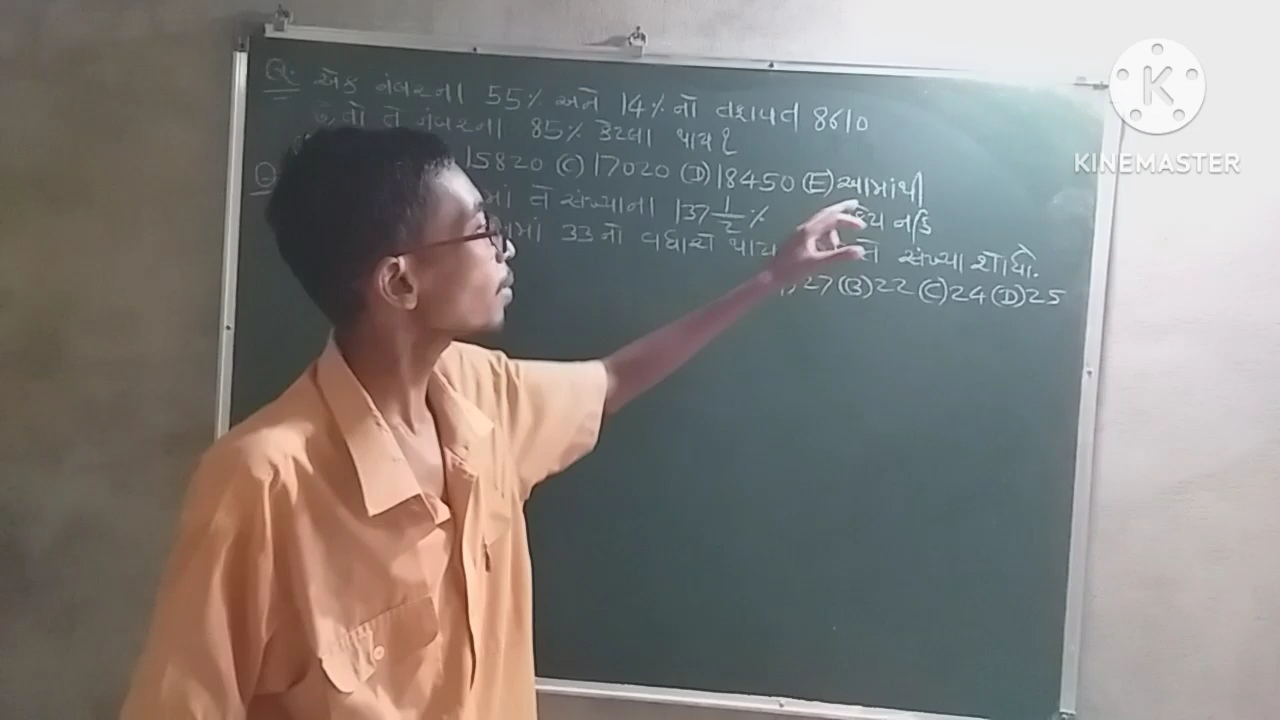 Q. એક નંબરના 55% અને 14% નો તફાવત 8610
છે, તો તે નંબરના 85% કેટલા થાય?
15820 (C) 17020 (D) 18450 (E) આમાંથી
નહિ
Q માં તે સંખ્યાના 137 1/2 %
માં 33 નો વધારો થાય તે સંખ્યા શોધો.
27 (B) 22 (C) 24 (D) 25
K
KINEMASTER